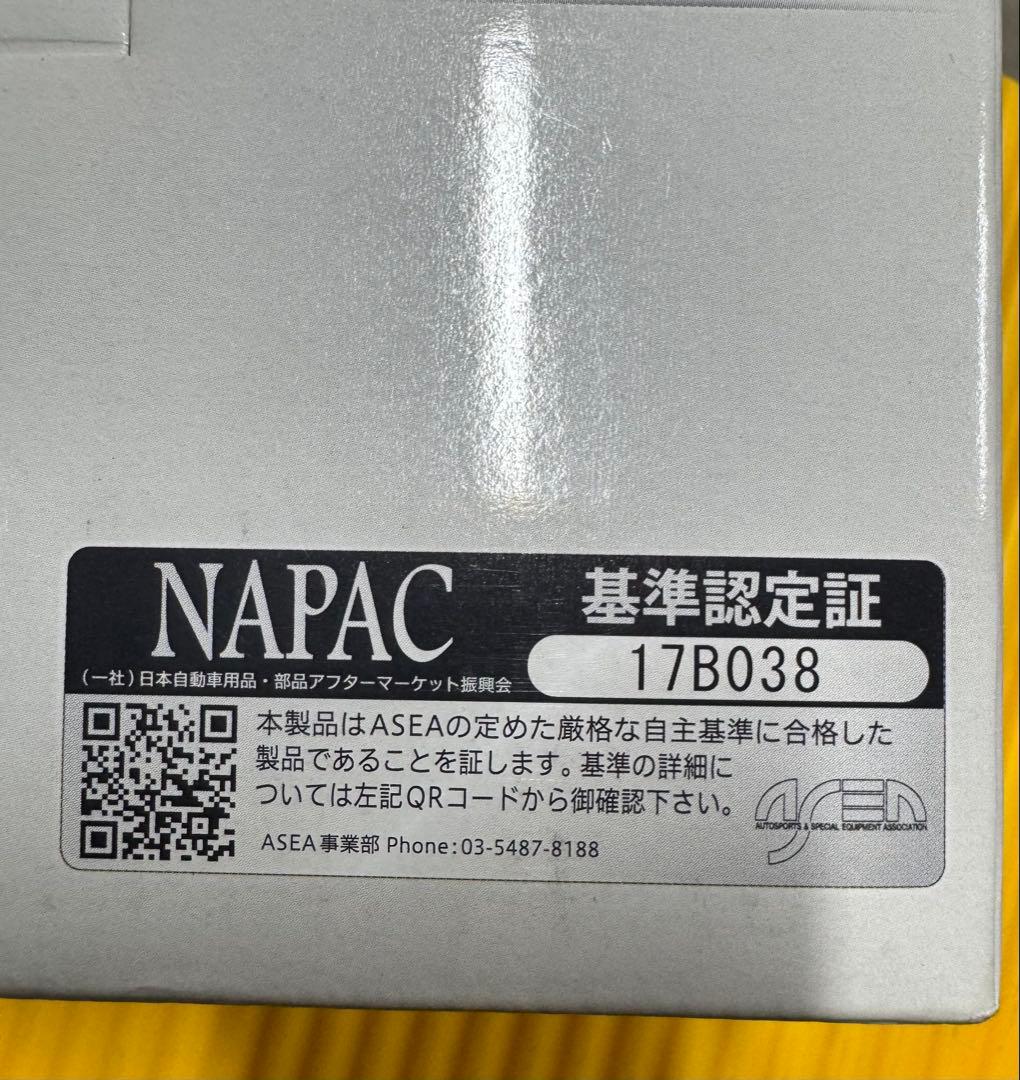 NAPAC
(一社)日本自動車用品・部品アフターマーケット振興会
基準認定証
17B038
本製品はASEAの定めた厳格な自主基準に合格した
製品であることを証します。基準の詳細に
ついては左記QRコードから御確認下さい。
ASEA事業部 Phone:03-5487-8188
ASEA
AUTOSPORTS & SPECIAL EQUIPMENT ASSOCIATION